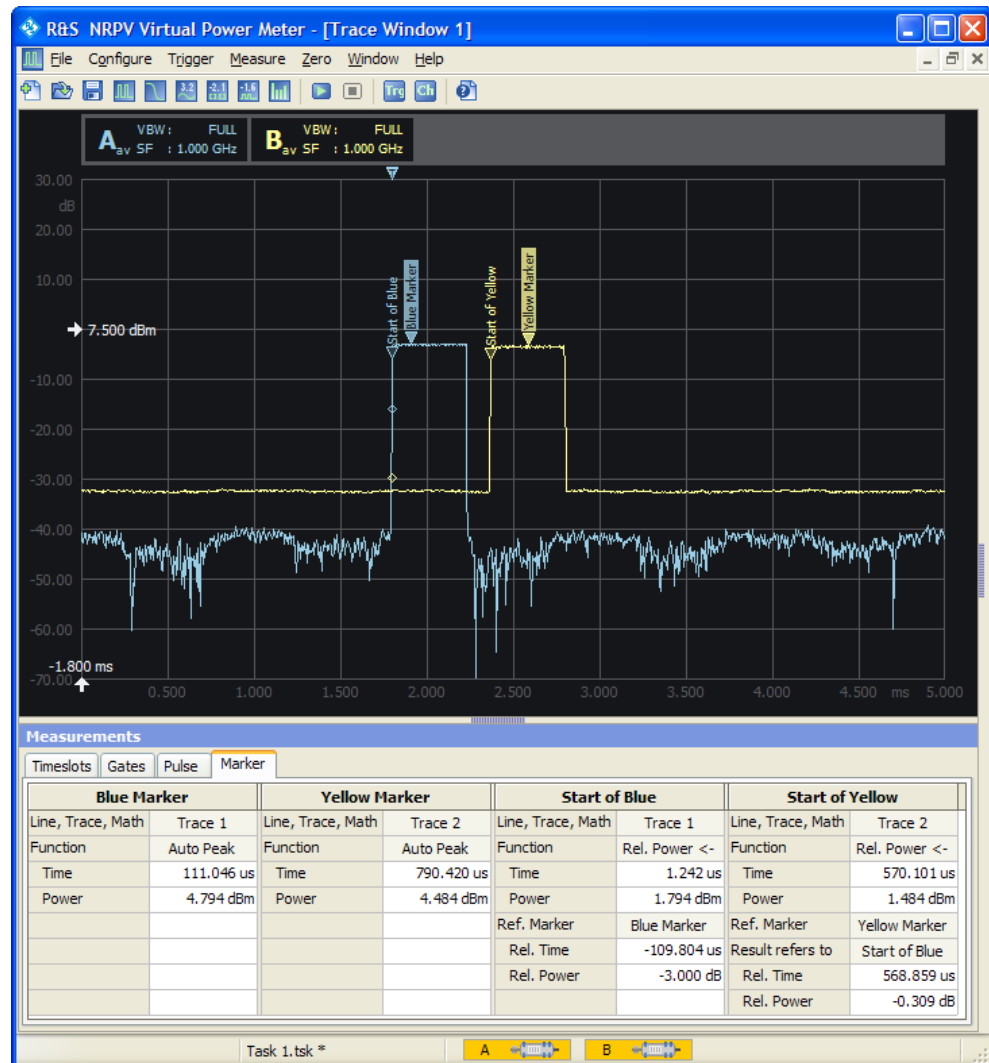 R&S NRPV Virtual Power Meter - [Trace Window 1]
File Configure Trigger Measure Zero Window Help
3.2 -2.1 -1.6 Trg Ch
A av VBW: FULL
SF : 1.000 GHz
B av VBW: FULL
SF : 1.000 GHz
30.00
dB
20.00
10.00
7.500 dBm
-10.00
-20.00
-30.00
-40.00
-50.00
-60.00
-70.00
-1.800 ms
Start of Blue
Blue Marker
Start of Yellow
Yellow Marker
0.500 1.000 1.500 2.000 2.500 3.000 3.500 4.000 4.500 ms 5.000
Measurements
Timeslots Gates Pulse Marker
Blue Marker Yellow Marker Start of Blue Start of Yellow
Line, Trace, Math Trace 1 Line, Trace, Math Trace 2 Line, Trace, Math Trace 1 Line, Trace, Math Trace 2
Function Auto Peak Function Auto Peak Function Rel. Power <- Function Rel. Power <-
Time 111.046 us Time 790.420 us Time 1.242 us Time 570.101 us
Power 4.794 dBm Power 4.484 dBm Power 1.794 dBm Power 1.484 dBm
Ref. Marker Blue Marker Ref. Marker Yellow Marker
Rel. Time -109.804 us Result refers to Start of Blue
Rel. Power -3.000 dB Rel. Time 568.859 us
Rel. Power -0.309 dB
Task 1.tsk * A B